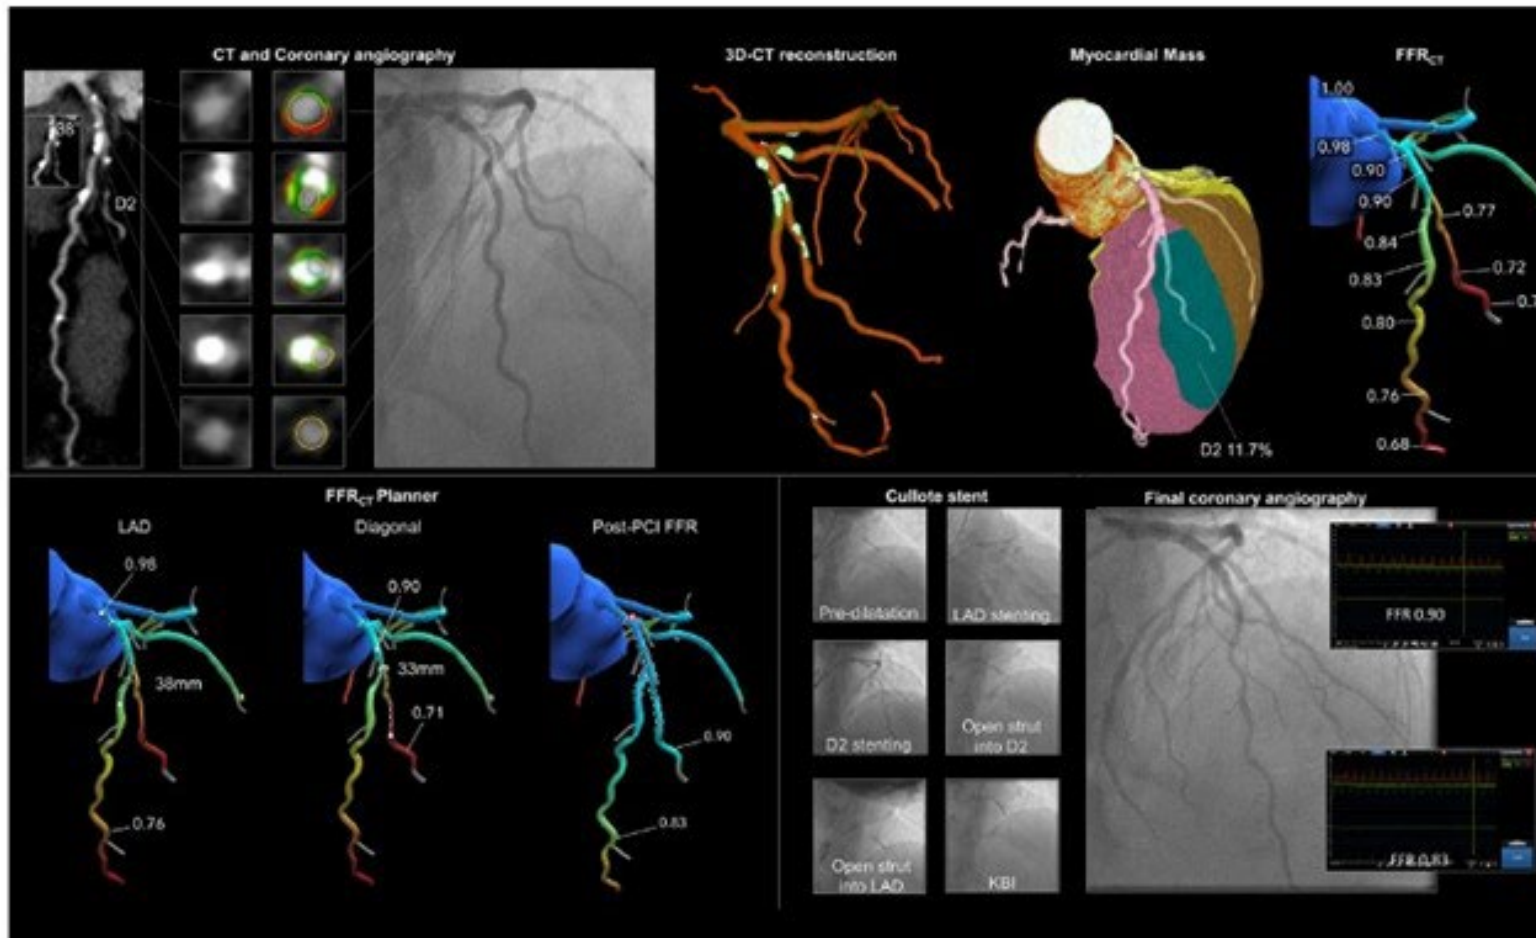 CT and Coronary angiography
3D-CT reconstruction
Myocardial Mass
FFRCT
38
D2
D2 11.7%
1.00
0.98
0.90
0.90
0.84
0.83
0.80
0.76
0.68
0.77
0.72
FFRCT Planner
LAD
Diagonal
Post-PCI FFR
0.98
38mm
0.76
0.90
33mm
0.71
0.90
0.83
Cullote stent
Pre-dilatation
LAD stenting
D2 stenting
Open strut
into D2
Open strut
into LAD
KBI
Final coronary angiography
FFR 0.90
FFR 0.83